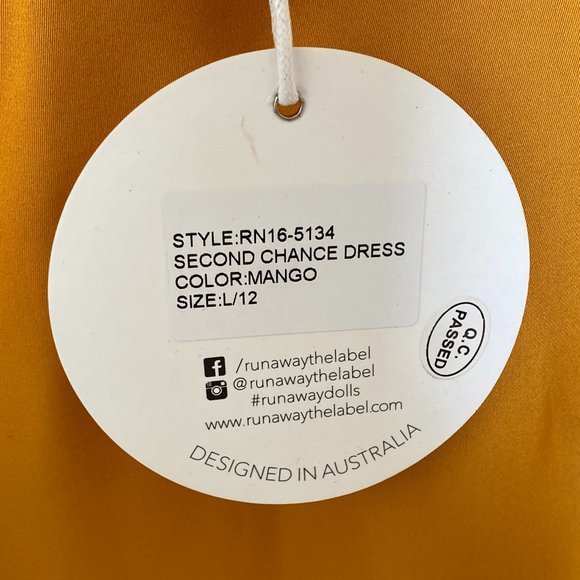 STYLE:RN16-5134
SECOND CHANCE DRESS
COLOR:MANGO
SIZE:L/12
Q.C.
PASSED
/runawaythelabel
@runawaythelabel
#runawaydolls
www.runawaythelabel.com
DESIGNED IN AUSTRALIA